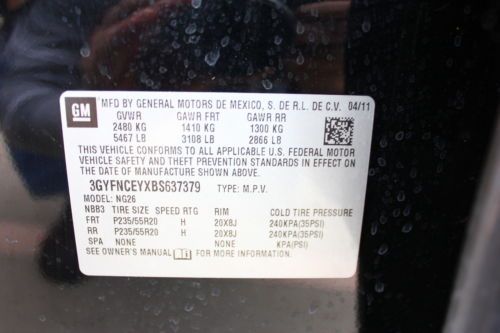 GM
MFD BY GENERAL MOTORS DE MEXICO, S. DE R.L. DE C.V. 04/11
GVWR GAWR FRT GAWR RR
2480 KG 1410 KG 1300 KG
5467 LB 3108 LB 2866 LB
THIS VEHICLE CONFORMS TO ALL APPLICABLE U.S. FEDERAL MOTOR
VEHICLE SAFETY AND THEFT PREVENTION STANDARDS IN EFFECT ON
THE DATE OF MANUFACTURE SHOWN ABOVE.
3GYFNCEYXBS637379 TYPE: M.P.V.
MODEL: NG26
NBB3 TIRE SIZE SPEED RTG RIM COLD TIRE PRESSURE
FRT P235/55R20 H 20X8J 240KPA(35PSI)
RR P235/55R20 H 20X8J 240KPA(35PSI)
SPA NONE NONE KPA(PSI)
SEE OWNER'S MANUAL FOR MORE INFORMATION.